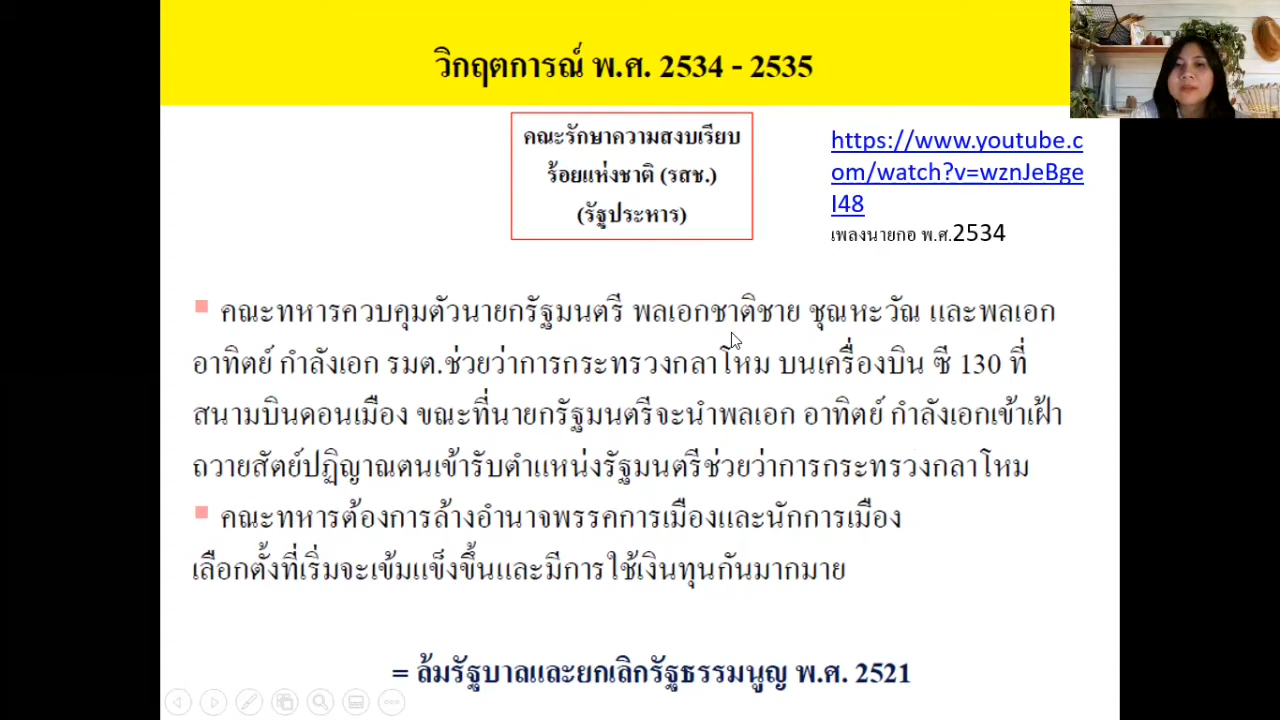 วิกฤตการณ์ พ.ศ. 2534 - 2535
คณะรักษาความสงบเรียบ
ร้อยแห่งชาติ (รสช.)
(รัฐประหาร)
https://www.youtube.c
om/watch?v=wznJeBge
I48
เพลงนายกอ พ.ศ.2534
คณะทหารควบคุมตัวนายกรัฐมนตรี พลเอกชาติชาย ชุณหะวัณ และพลเอก
อาทิตย์ กำลังเอก รมต.ช่วยว่าการกระทรวงกลาโหม บนเครื่องบิน ซี 130 ที่
สนามบินดอนเมือง ขณะที่นายกรัฐมนตรีจะนำพลเอก อาทิตย์ กำลังเอกเข้าเฝ้า
ถวายสัตย์ปฏิญาณตนเข้ารับตำแหน่งรัฐมนตรีช่วยว่าการกระทรวงกลาโหม
คณะทหารต้องการล้างอำนาจพรรคการเมืองและนักการเมือง
เลือกตั้งที่เริ่มจะเข้มแข็งขึ้นและมีการใช้เงินทุนกันมากมาย
= ล้มรัฐบาลและยกเลิกรัฐธรรมนูญ พ.ศ. 2521